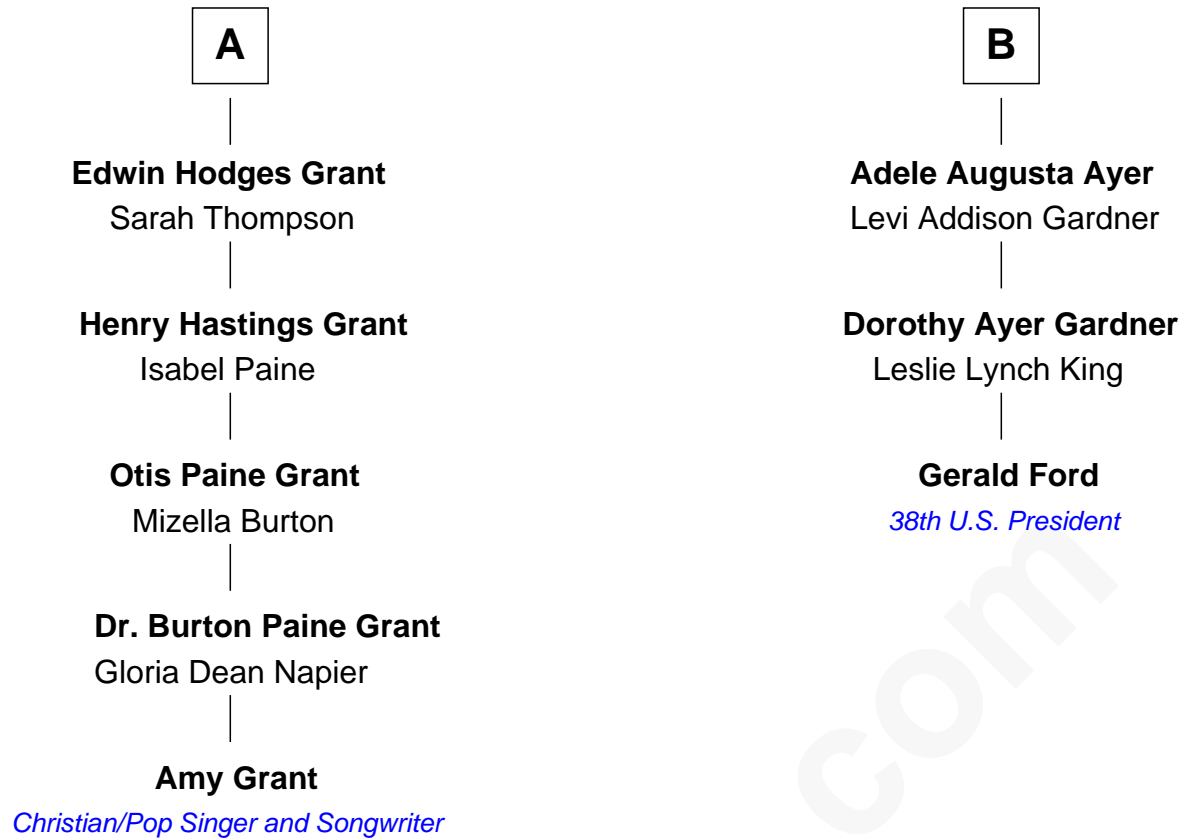 A
Edwin Hodges Grant
Sarah Thompson
Henry Hastings Grant
Isabel Paine
Otis Paine Grant
Mizella Burton
Dr. Burton Paine Grant
Gloria Dean Napier
Amy Grant
Christian/Pop Singer and Songwriter
B
Adele Augusta Ayer
Levi Addison Gardner
Dorothy Ayer Gardner
Leslie Lynch King
Gerald Ford
38th U.S. President
com